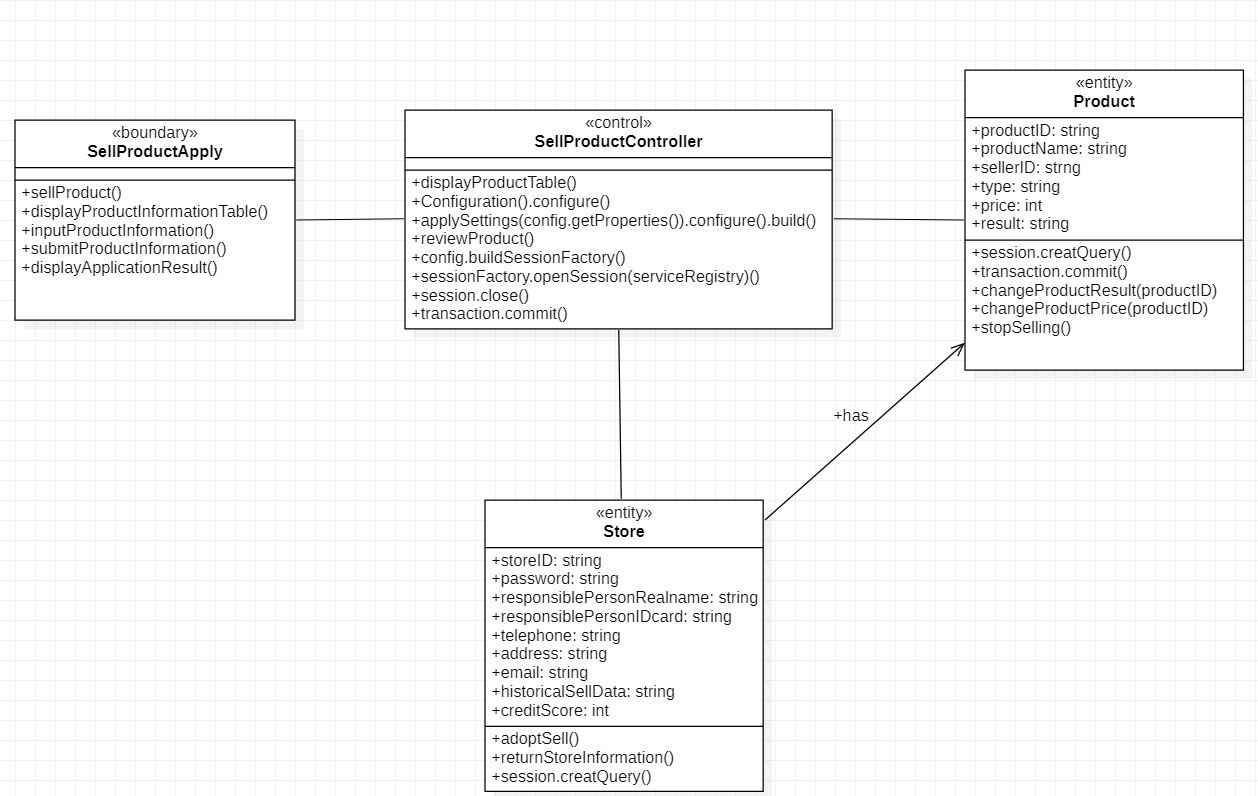 «boundary»
SellProductApply
+sellProduct()
+displayProductInformationTable()
+inputProductInformation()
+submitProductInformation()
+displayApplicationResult()
«control»
SellProductController
+displayProductTable()
+Configuration().configure()
+applySettings(config.getProperties()).configure().build()
+reviewProduct()
+config.buildSessionFactory()
+sessionFactory.openSession(serviceRegistry)()
+session.close()
+transaction.commit()
«entity»
Product
+productID: string
+productName: string
+sellerID: strng
+type: string
+price: int
+result: string
+session.creatQuery()
+transaction.commit()
+changeProductResult(productID)
+changeProductPrice(productID)
+stopSelling()
+has
«entity»
Store
+storeID: string
+password: string
+responsiblePersonRealname: string
+responsiblePersonIDcard: string
+telephone: string
+address: string
+email: string
+historicalSellData: string
+creditScore: int
+adoptSell()
+returnStoreInformation()
+session.creatQuery()